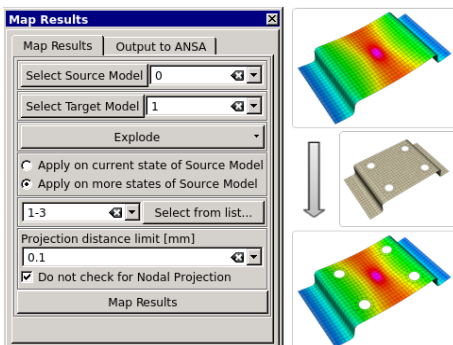 Map Results
Map Results Output to ANSA
Select Source Model 0
Select Target Model 1
Explode
Apply on current state of Source Model
Apply on more states of Source Model
1-3 Select from list...
Projection distance limit [mm]
0.1
Do not check for Nodal Projection
Map Results